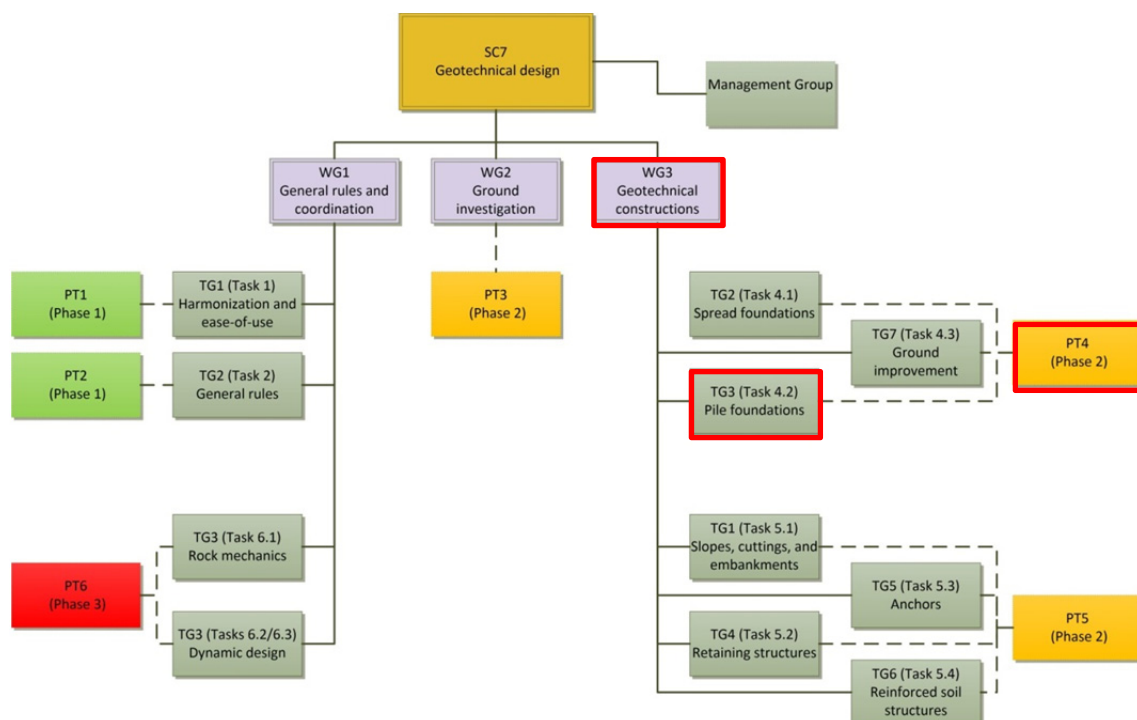 SC7
Geotechnical design
Management Group
WG1
General rules and
coordination
WG2
Ground
investigation
WG3
Geotechnical
constructions
PT1
(Phase 1)
TG1 (Task 1)
Harmonization and
ease-of-use
PT3
(Phase 2)
TG2 (Task 4.1)
Spread foundations
TG7 (Task 4.3)
Ground
improvement
PT4
(Phase 2)
PT2
(Phase 1)
TG2 (Task 2)
General rules
TG3 (Task 4.2)
Pile foundations
TG3 (Task 6.1)
Rock mechanics
TG1 (Task 5.1)
Slopes, cuttings, and
embankments
PT6
(Phase 3)
TG5 (Task 5.3)
Anchors
PT5
(Phase 2)
TG3 (Tasks 6.2/6.3)
Dynamic design
TG4 (Task 5.2)
Retaining structures
TG6 (Task 5.4)
Reinforced soil
structures